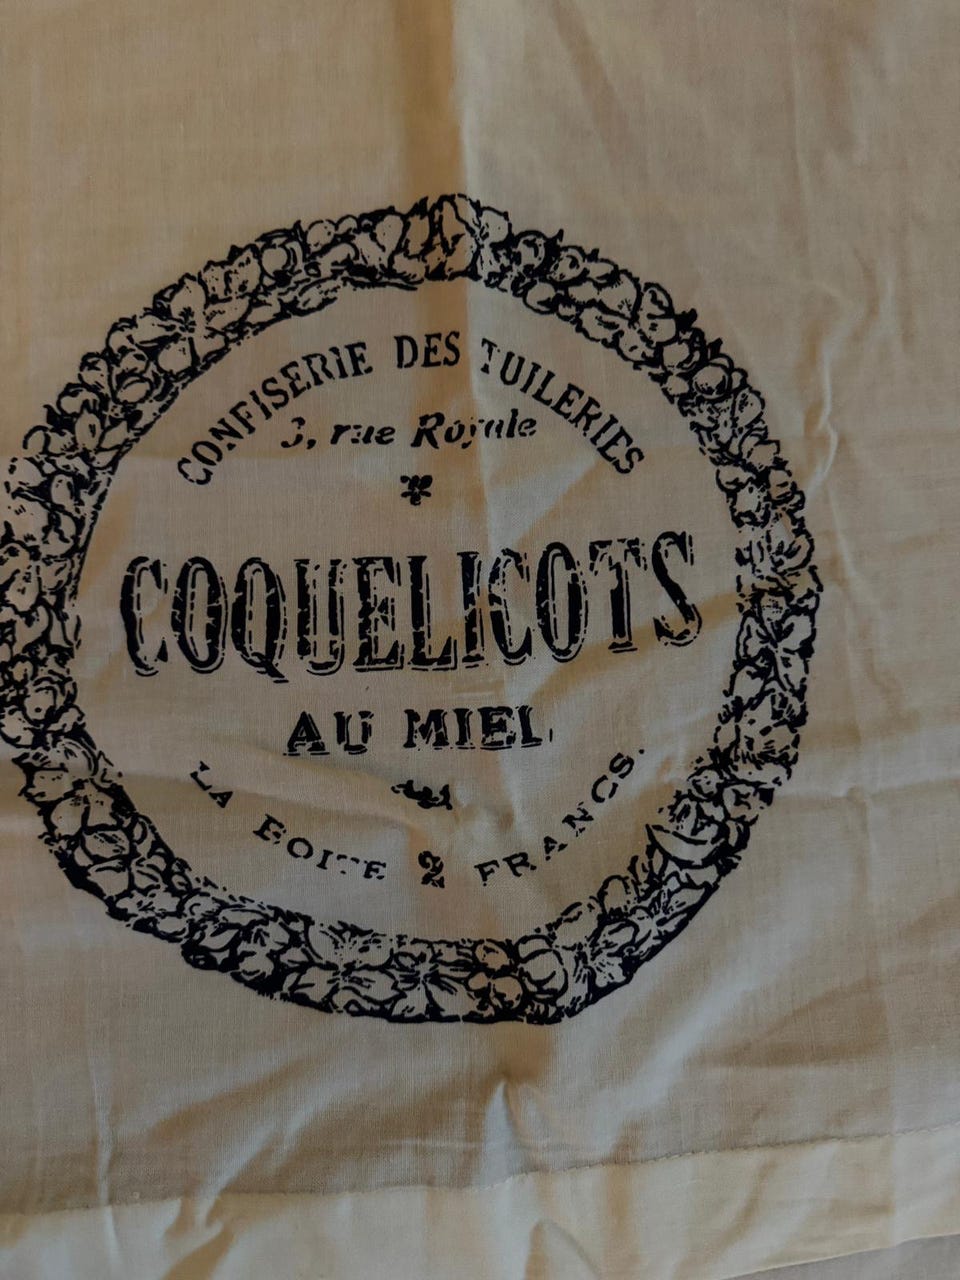 CONFISERIE DES TUILERIES
3, rue Royale
COQUELICOTS
AU MIEL
LA BOITE 2 FRANCS.